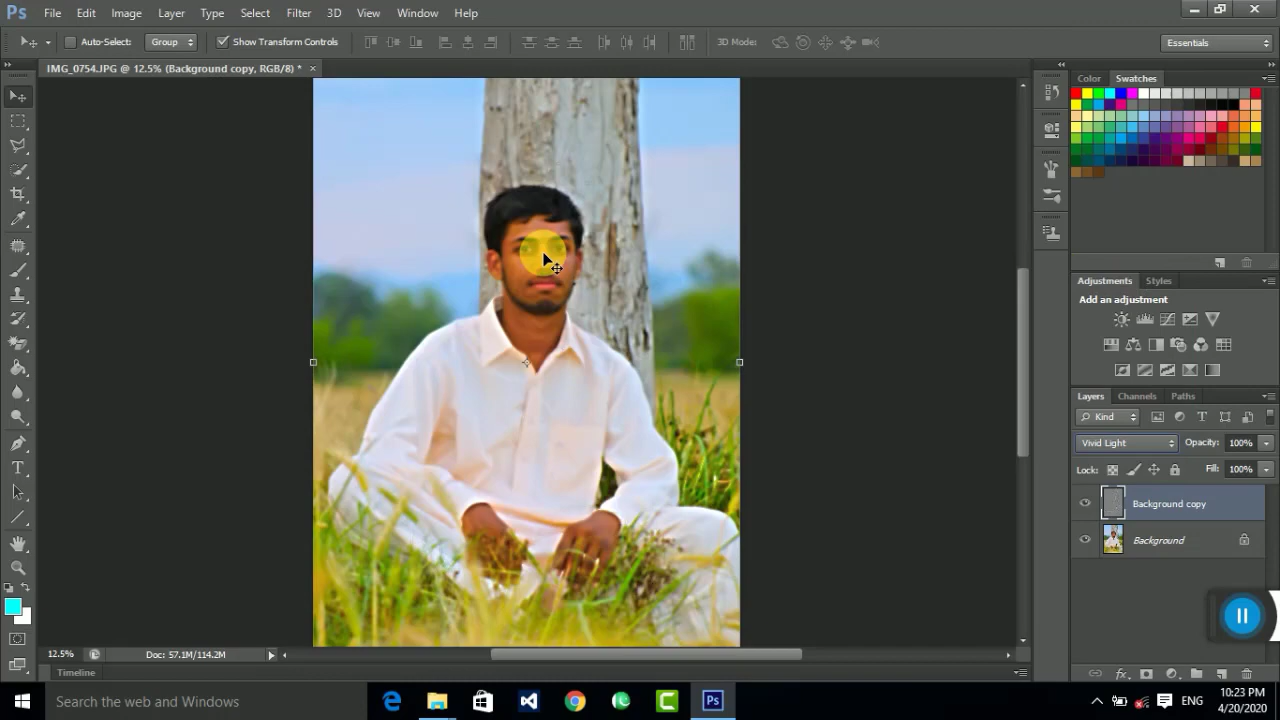 Ps File Edit Image Layer Type Select Filter 3D View Window Help
Auto-Select: Group Show Transform Controls 3D Mode: Essentials
IMG_0754.JPG @ 12.5% (Background copy, RGB/8) * ×
Color Swatches
Adjustments Styles
Add an adjustment
Layers Channels Paths
Kind
Vivid Light Opacity: 100%
Lock: Fill: 100%
Background copy
Background
12.5% Doc: 57.1M/114.2M
Timeline
Search the web and Windows
Ps
ENG
10:23 PM
4/20/2020